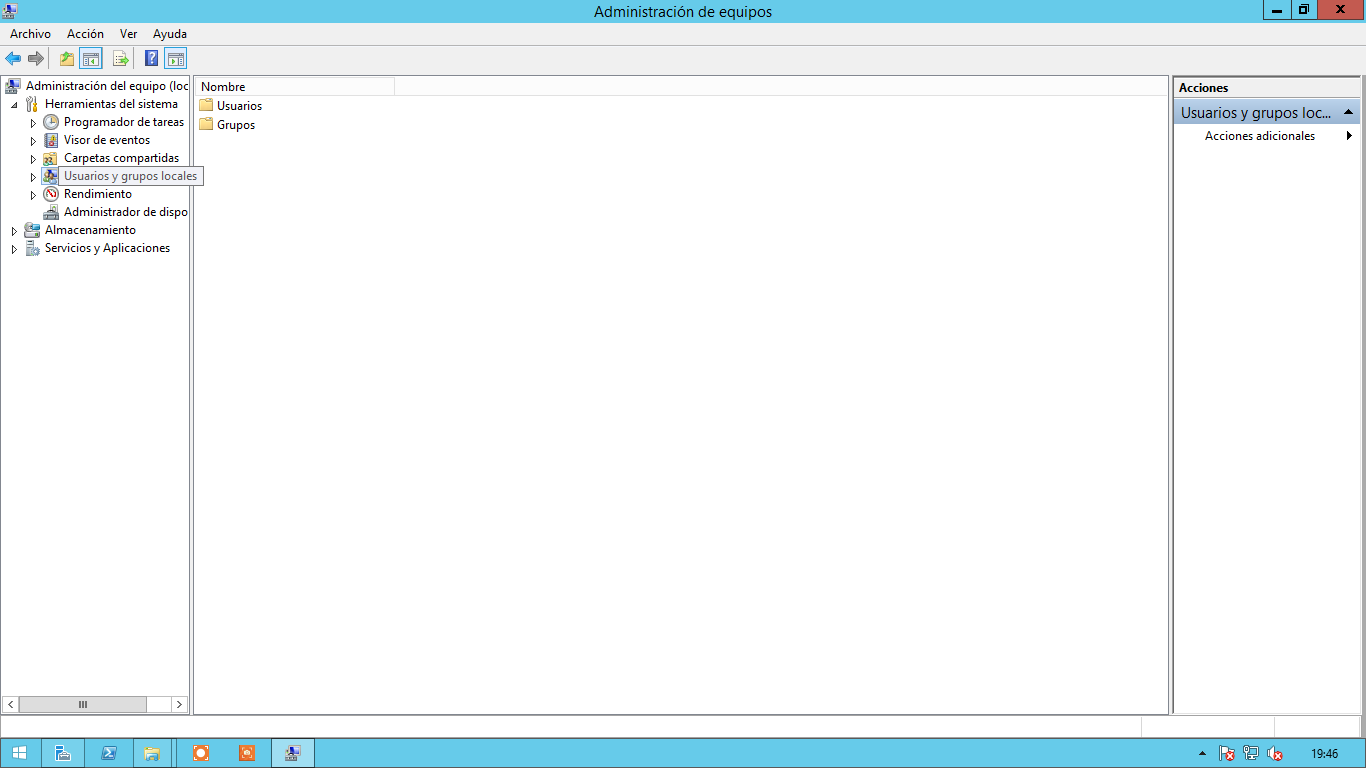 Administración de equipos
Archivo Acción Ver Ayuda
Administración del equipo (loc
Herramientas del sistema
Programador de tareas
Visor de eventos
Carpetas compartidas
Usuarios y grupos locales
Rendimiento
Administrador de dispo
Almacenamiento
Servicios y Aplicaciones
Nombre
Usuarios
Grupos
Acciones
Usuarios y grupos loc...
Acciones adicionales
19:46